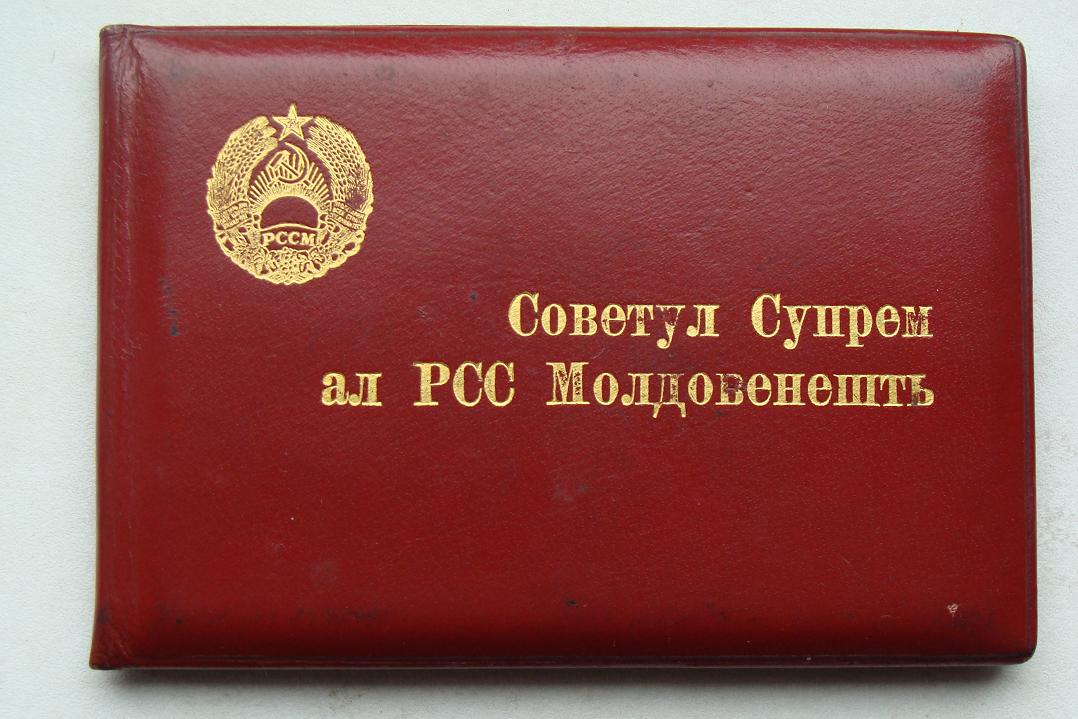 РССМ
Советул Супрем
ал РСС Молдовенешть